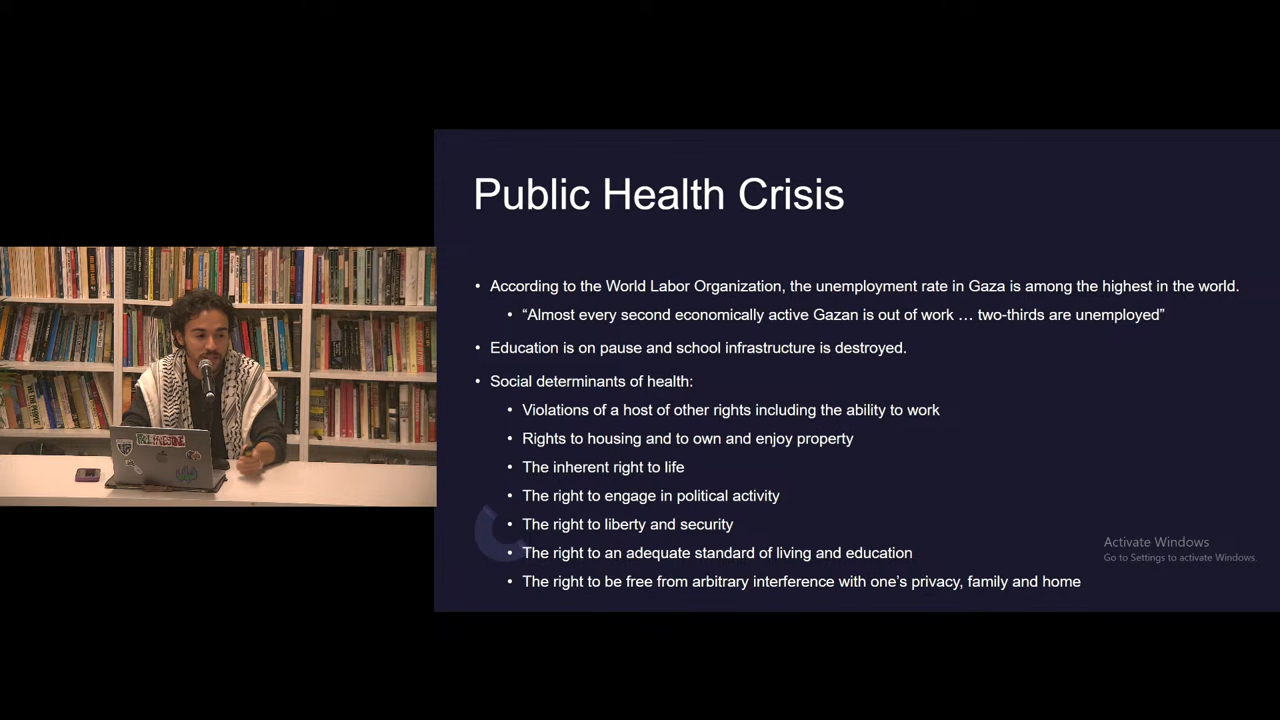 Public Health Crisis
• According to the World Labor Organization, the unemployment rate in Gaza is among the highest in the world.
• “Almost every second economically active Gazan is out of work … two-thirds are unemployed”
• Education is on pause and school infrastructure is destroyed.
• Social determinants of health:
• Violations of a host of other rights including the ability to work
• Rights to housing and to own and enjoy property
• The inherent right to life
• The right to engage in political activity
• The right to liberty and security
• The right to an adequate standard of living and education
• The right to be free from arbitrary interference with one’s privacy, family and home
Activate Windows
Go to Settings to activate Windows.